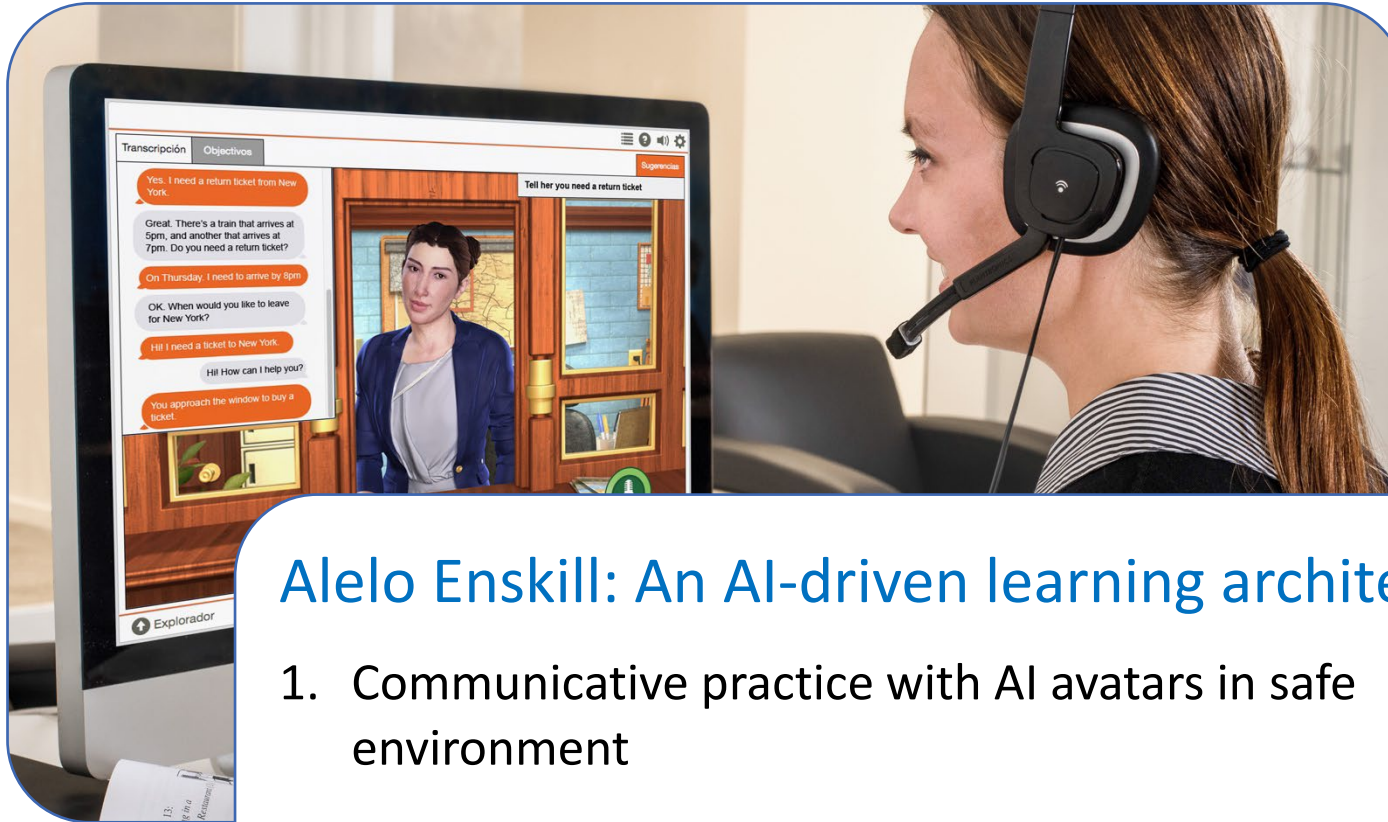 Transcripción
Objectivos
Sugerencias
Tell her you need a return ticket
Yes. I need a return ticket from New
York.
Great. There's a train that arrives at
5pm, and another that arrives at
7pm. Do you need a return ticket?
On Thursday. I need to arrive by 8pm
OK. When would you like to leave
for New York?
Hi! I need a ticket to New York.
Hi! How can I help you?
You approach the window to buy a
ticket.
Explorador
Alelo Enskill: An AI-driven learning archite
1. Communicative practice with AI avatars in safe
environment
13:
in a
Restaurant